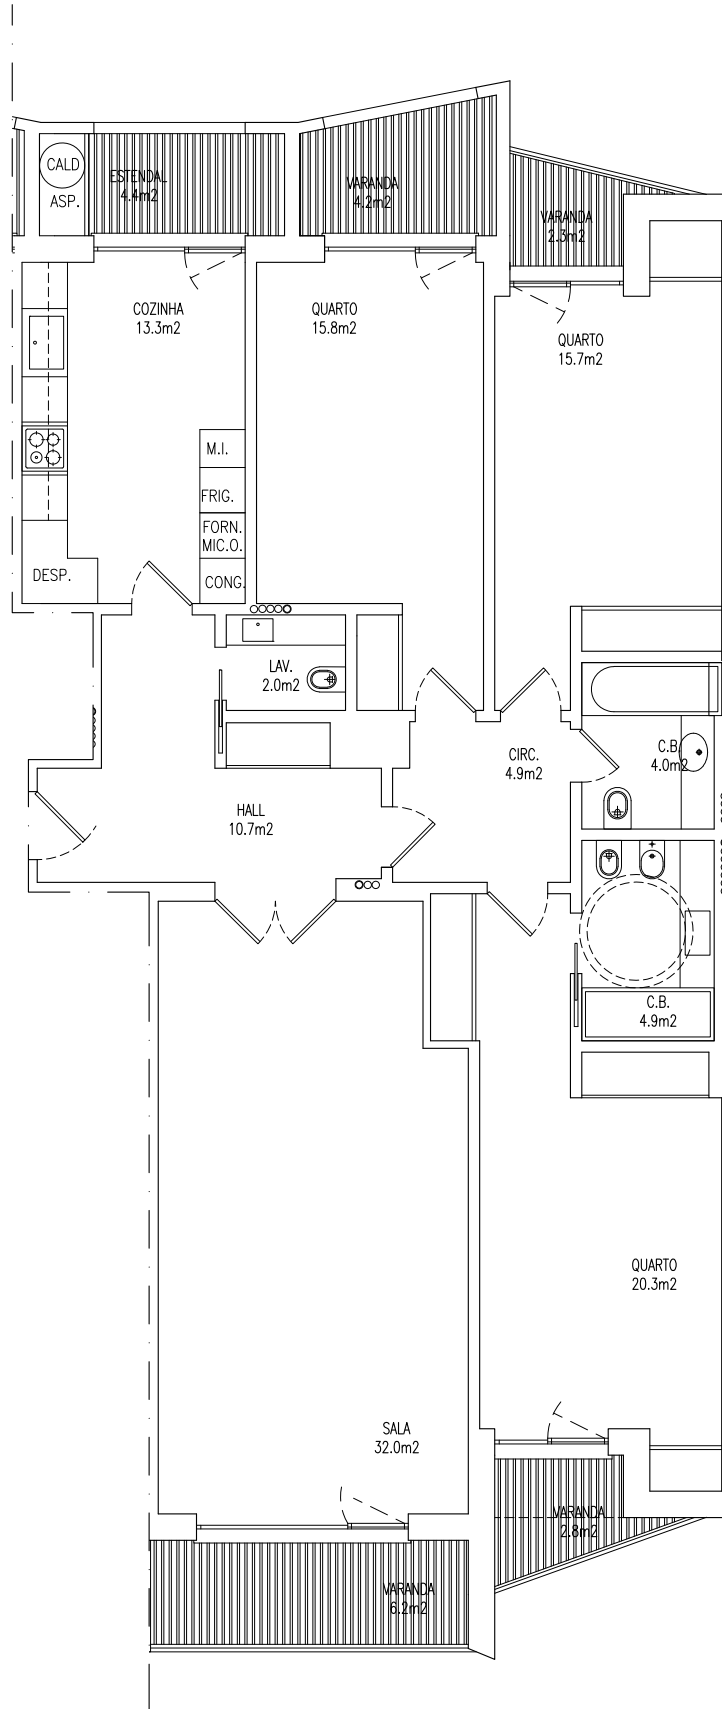 CALD
ASP.
ESTENDAL
4.4m2
VARANDA
4.2m2
VARANDA
2.3m2
COZINHA
13.3m2
QUARTO
15.8m2
QUARTO
15.7m2
M.I.
FRIG.
FORN.
MIC.O.
CONG.
DESP.
LAV.
2.0m2
CIRC.
4.9m2
C.B.
4.0m2
HALL
10.7m2
C.B.
4.9m2
QUARTO
20.3m2
SALA
32.0m2
VARANDA
2.8m2
VARANDA
6.2m2